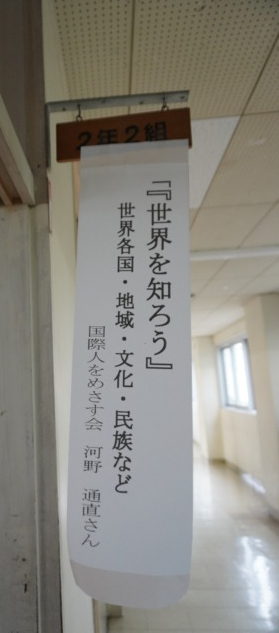 2年2組
『『世界を知ろう』
世界各国・地域・文化・民族など
国際人をめざす会 河野 通直さん